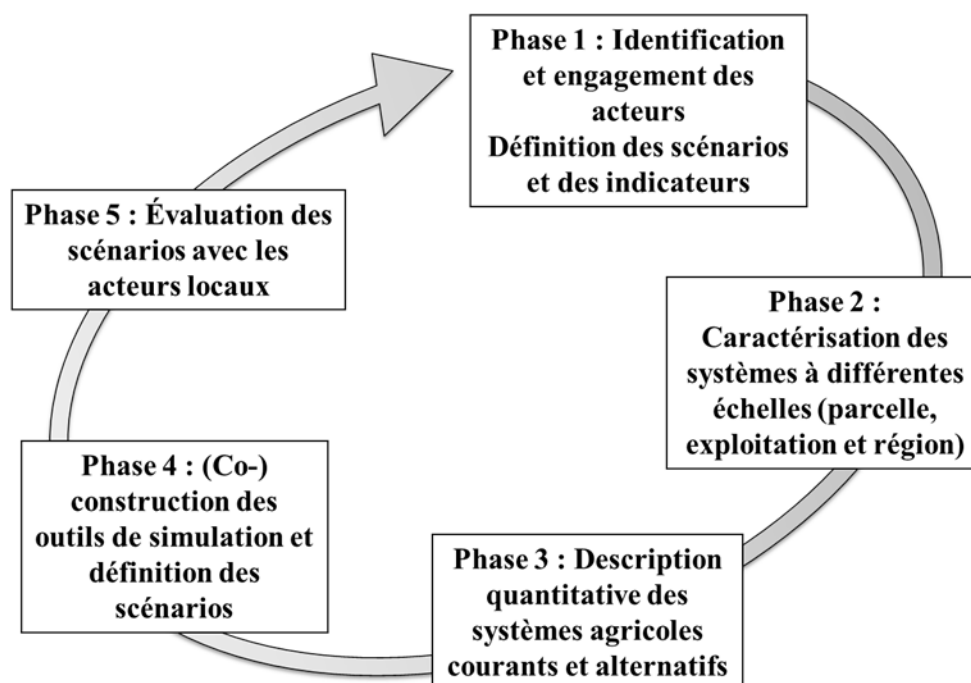 Phase 1 : Identification
et engagement des
acteurs
Définition des scénarios
et des indicateurs
Phase 2 :
Caractérisation des
systèmes à différentes
échelles (parcelle,
exploitation et région)
Phase 3 : Description
quantitative des
systèmes agricoles
courants et alternatifs
Phase 4 : (Co-)
construction des
outils de simulation et
définition des
scénarios
Phase 5 : Évaluation des
scénarios avec les
acteurs locaux